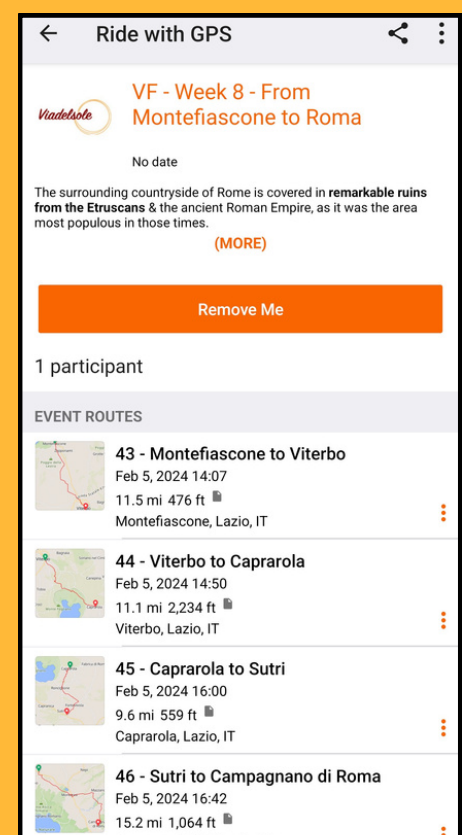 Ride with GPS
Viadelsole
VF - Week 8 - From
Montefiascone to Roma
No date
The surrounding countryside of Rome is covered in remarkable ruins
from the Etruscans & the ancient Roman Empire, as it was the area
most populous in those times.
(MORE)
Remove Me
1 participant
EVENT ROUTES
43 - Montefiascone to Viterbo
Feb 5, 2024 14:07
11.5 mi 476 ft
Montefiascone, Lazio, IT
44 - Viterbo to Caprarola
Feb 5, 2024 14:50
11.1 mi 2,234 ft
Viterbo, Lazio, IT
45 - Caprarola to Sutri
Feb 5, 2024 16:00
9.6 mi 559 ft
Caprarola, Lazio, IT
46 - Sutri to Campagnano di Roma
Feb 5, 2024 16:42
15.2 mi 1,064 ft